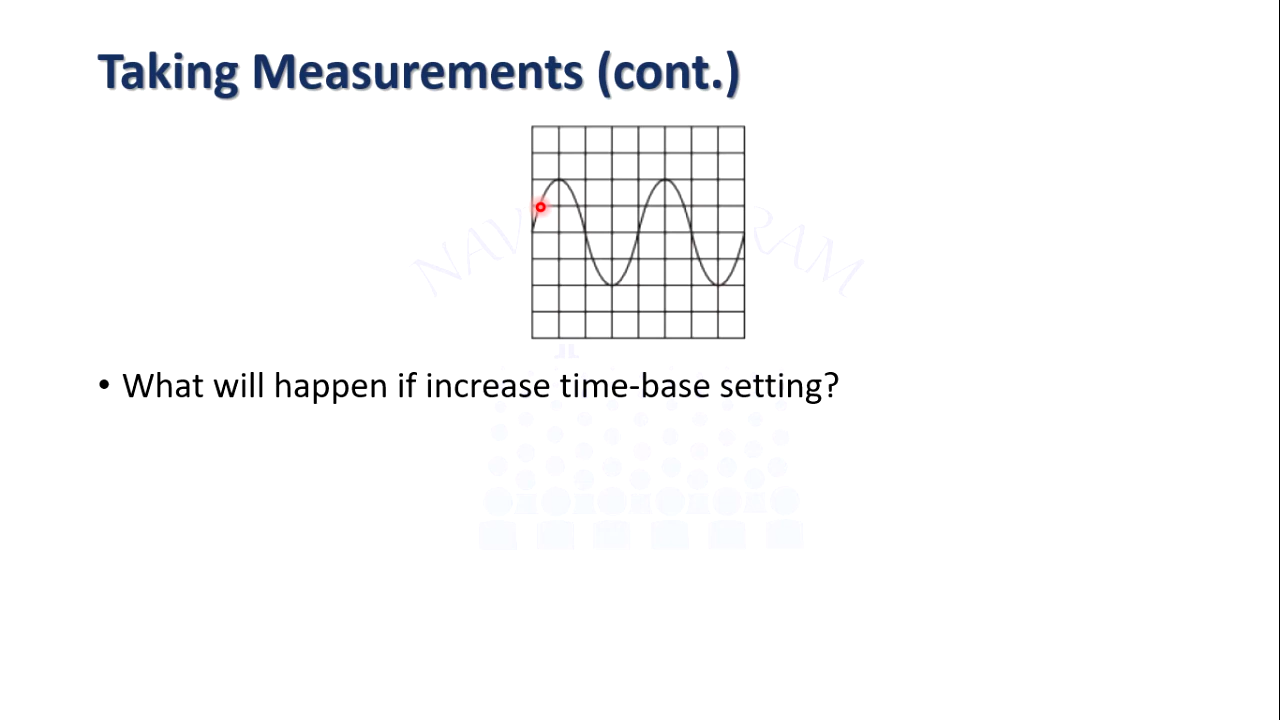 Taking Measurements (cont.)
• What will happen if increase time-base setting?